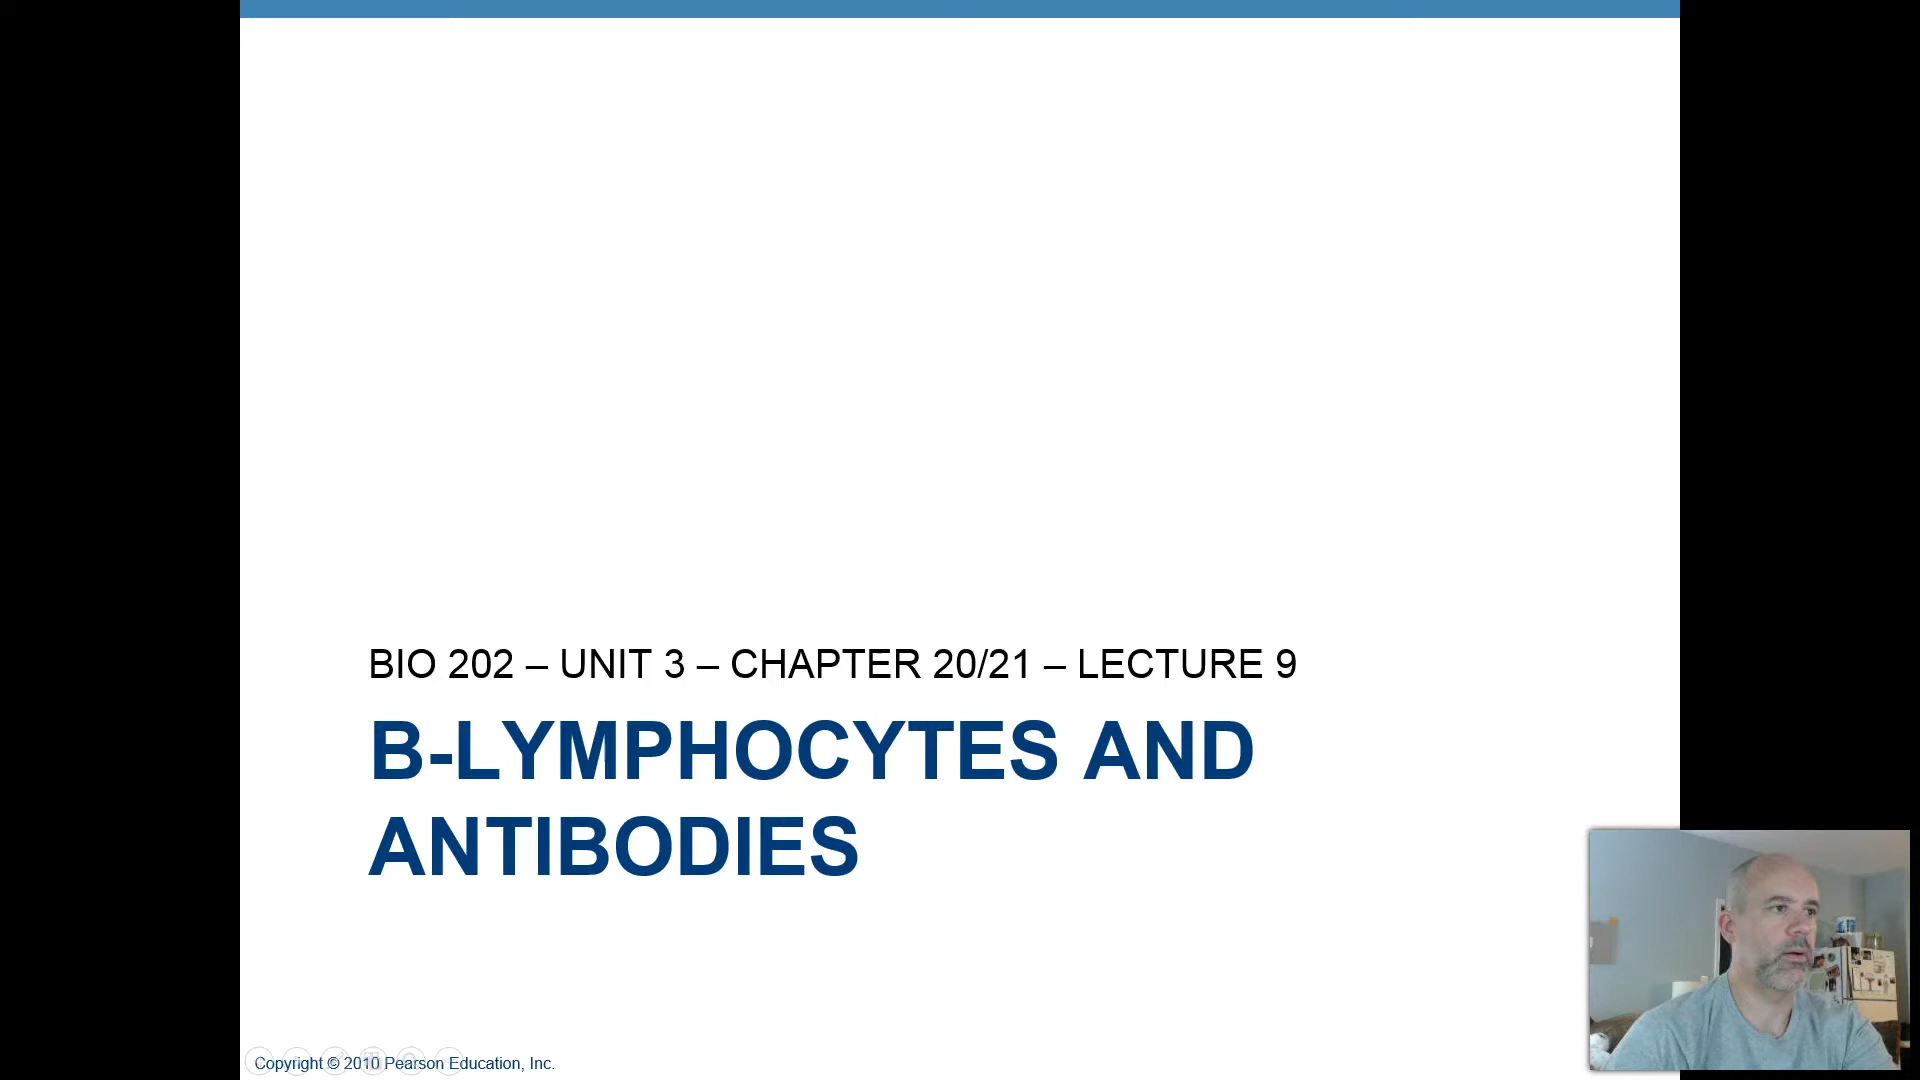 BIO 202 – UNIT 3 – CHAPTER 20/21 – LECTURE 9
B-LYMPHOCYTES AND
ANTIBODIES
Copyright © 2010 Pearson Education, Inc.